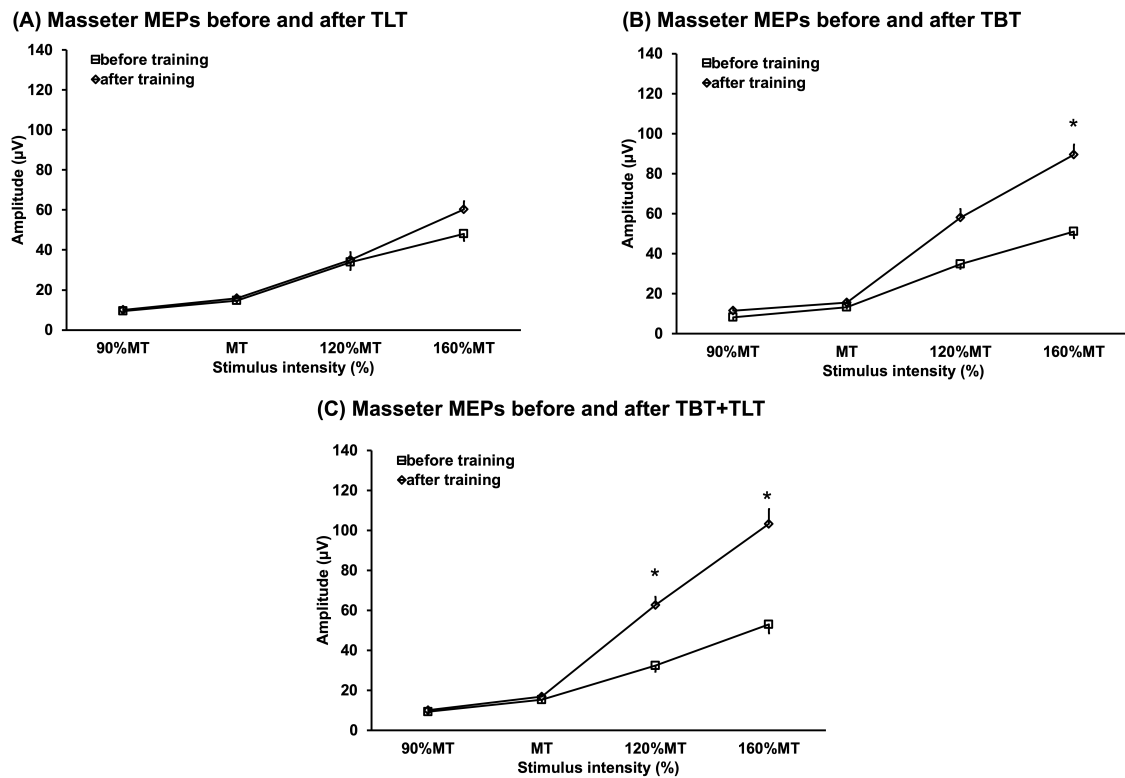 (A) Masseter MEPs before and after TLT
140
120
100
80
60
40
20
0
Amplitude (µV)
before training
after training
90%MT MT 120%MT 160%MT
Stimulus intensity (%)
(B) Masseter MEPs before and after TBT
140
120
100
80
60
40
20
0
Amplitude (µV)
before training
after training
*
90%MT MT 120%MT 160%MT
Stimulus intensity (%)
(C) Masseter MEPs before and after TBT+TLT
140
120
100
80
60
40
20
0
Amplitude (µV)
before training
after training
*
*
90%MT MT 120%MT 160%MT
Stimulus intensity (%)